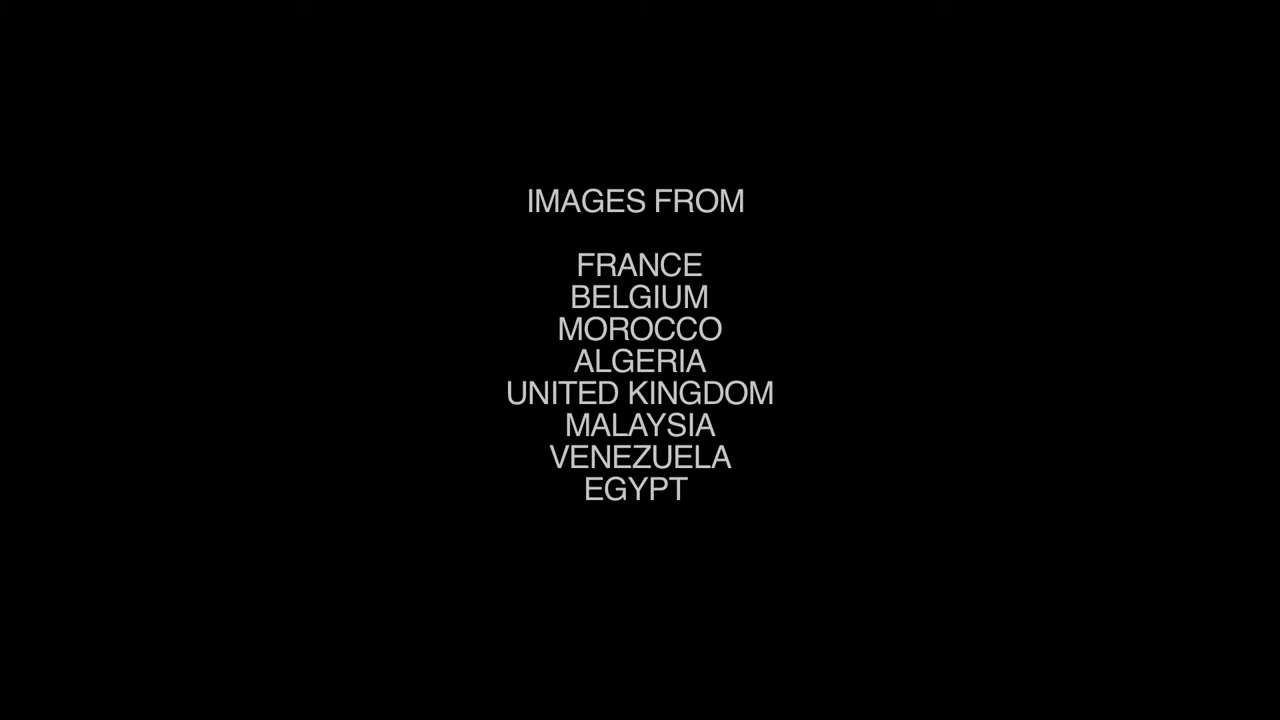 IMAGES FROM
FRANCE
BELGIUM
MOROCCO
ALGERIA
UNITED KINGDOM
MALAYSIA
VENEZUELA
EGYPT